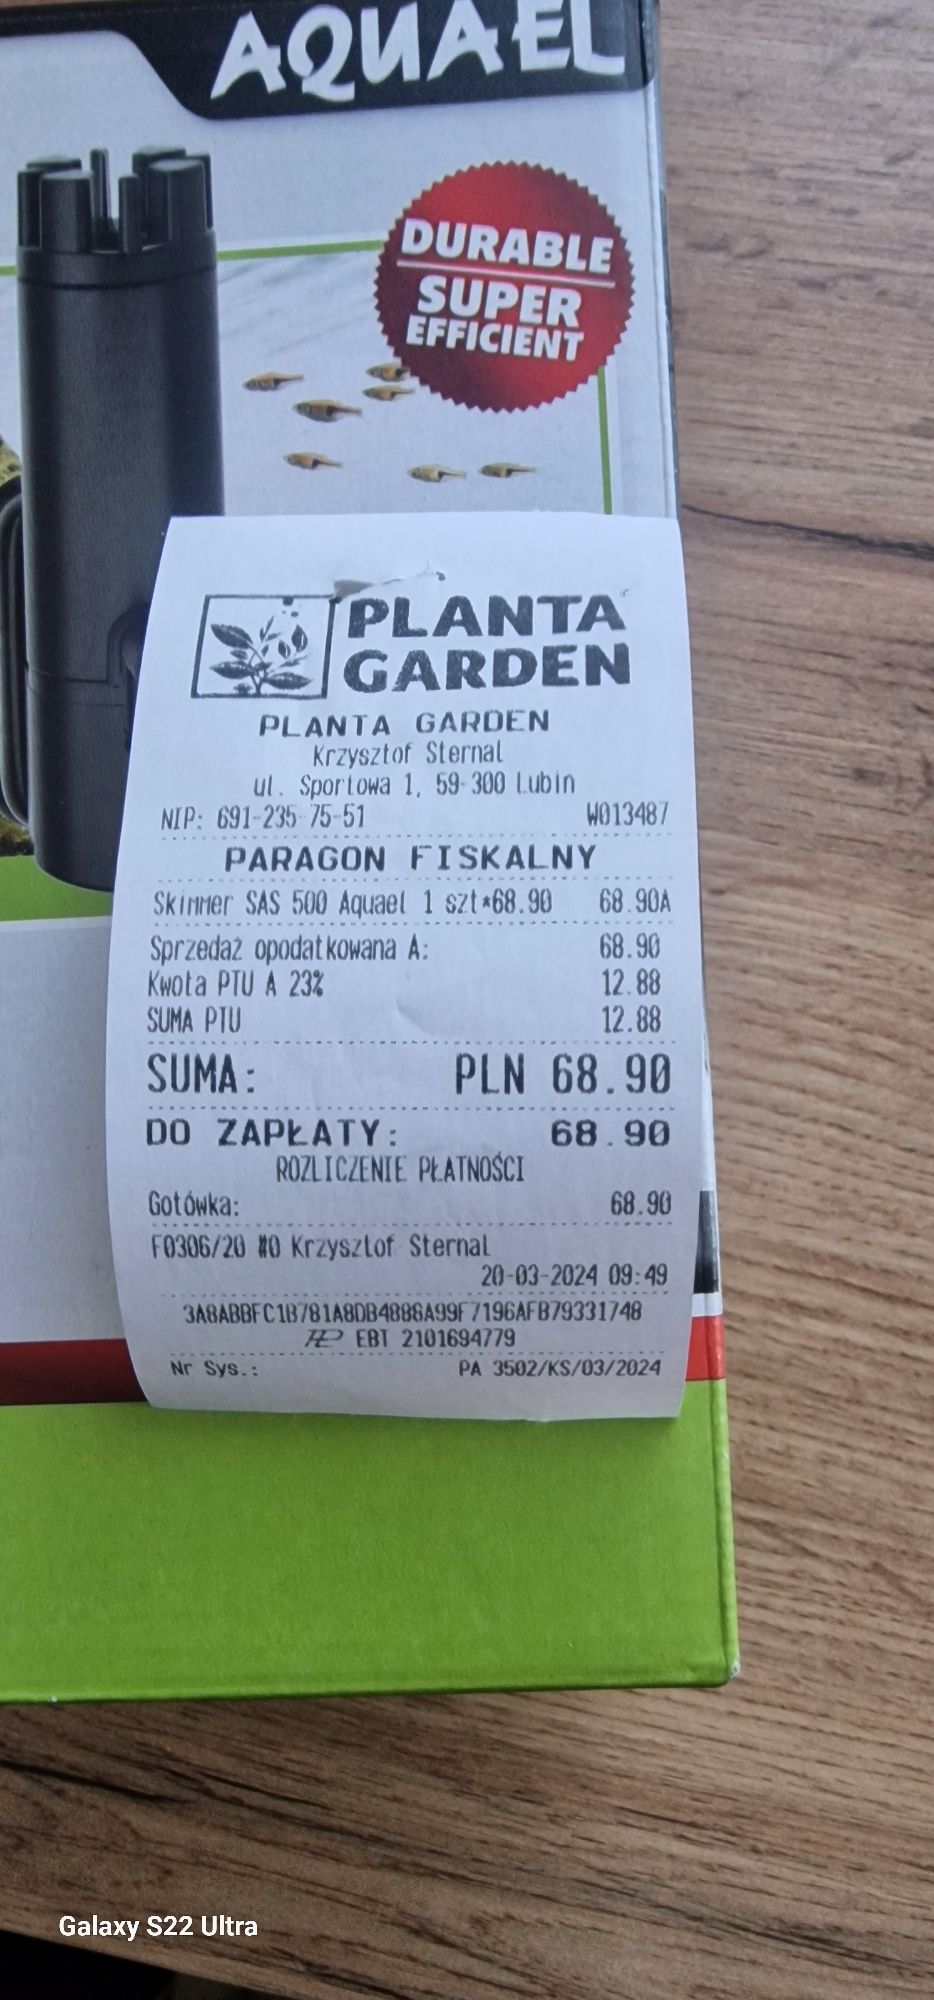 AQUAEL
DURABLE
SUPER
EFFICIENT
PLANTA
GARDEN
PLANTA GARDEN
Krzysztof Sternal
ul. Sportowa 1, 59-300 Lubin
NIP: 691-235-75-51 W013487
PARAGON FISKALNY
Skimmer SAS 500 Aquael 1 szt*68.90 68.90A
Sprzedaż opodatkowana A: 68.90
Kwota PTU A 23% 12.88
SUMA PTU 12.88
SUMA: PLN 68.90
DO ZAPŁATY: 68.90
ROZLICZENIE PŁATNOŚCI
Gotówka: 68.90
F0306/20 #0 Krzysztof Sternal
20-03-2024 09:49
EBT 2101694779
Nr Sys.: PA 3502/KS/03/2024
Galaxy S22 Ultra